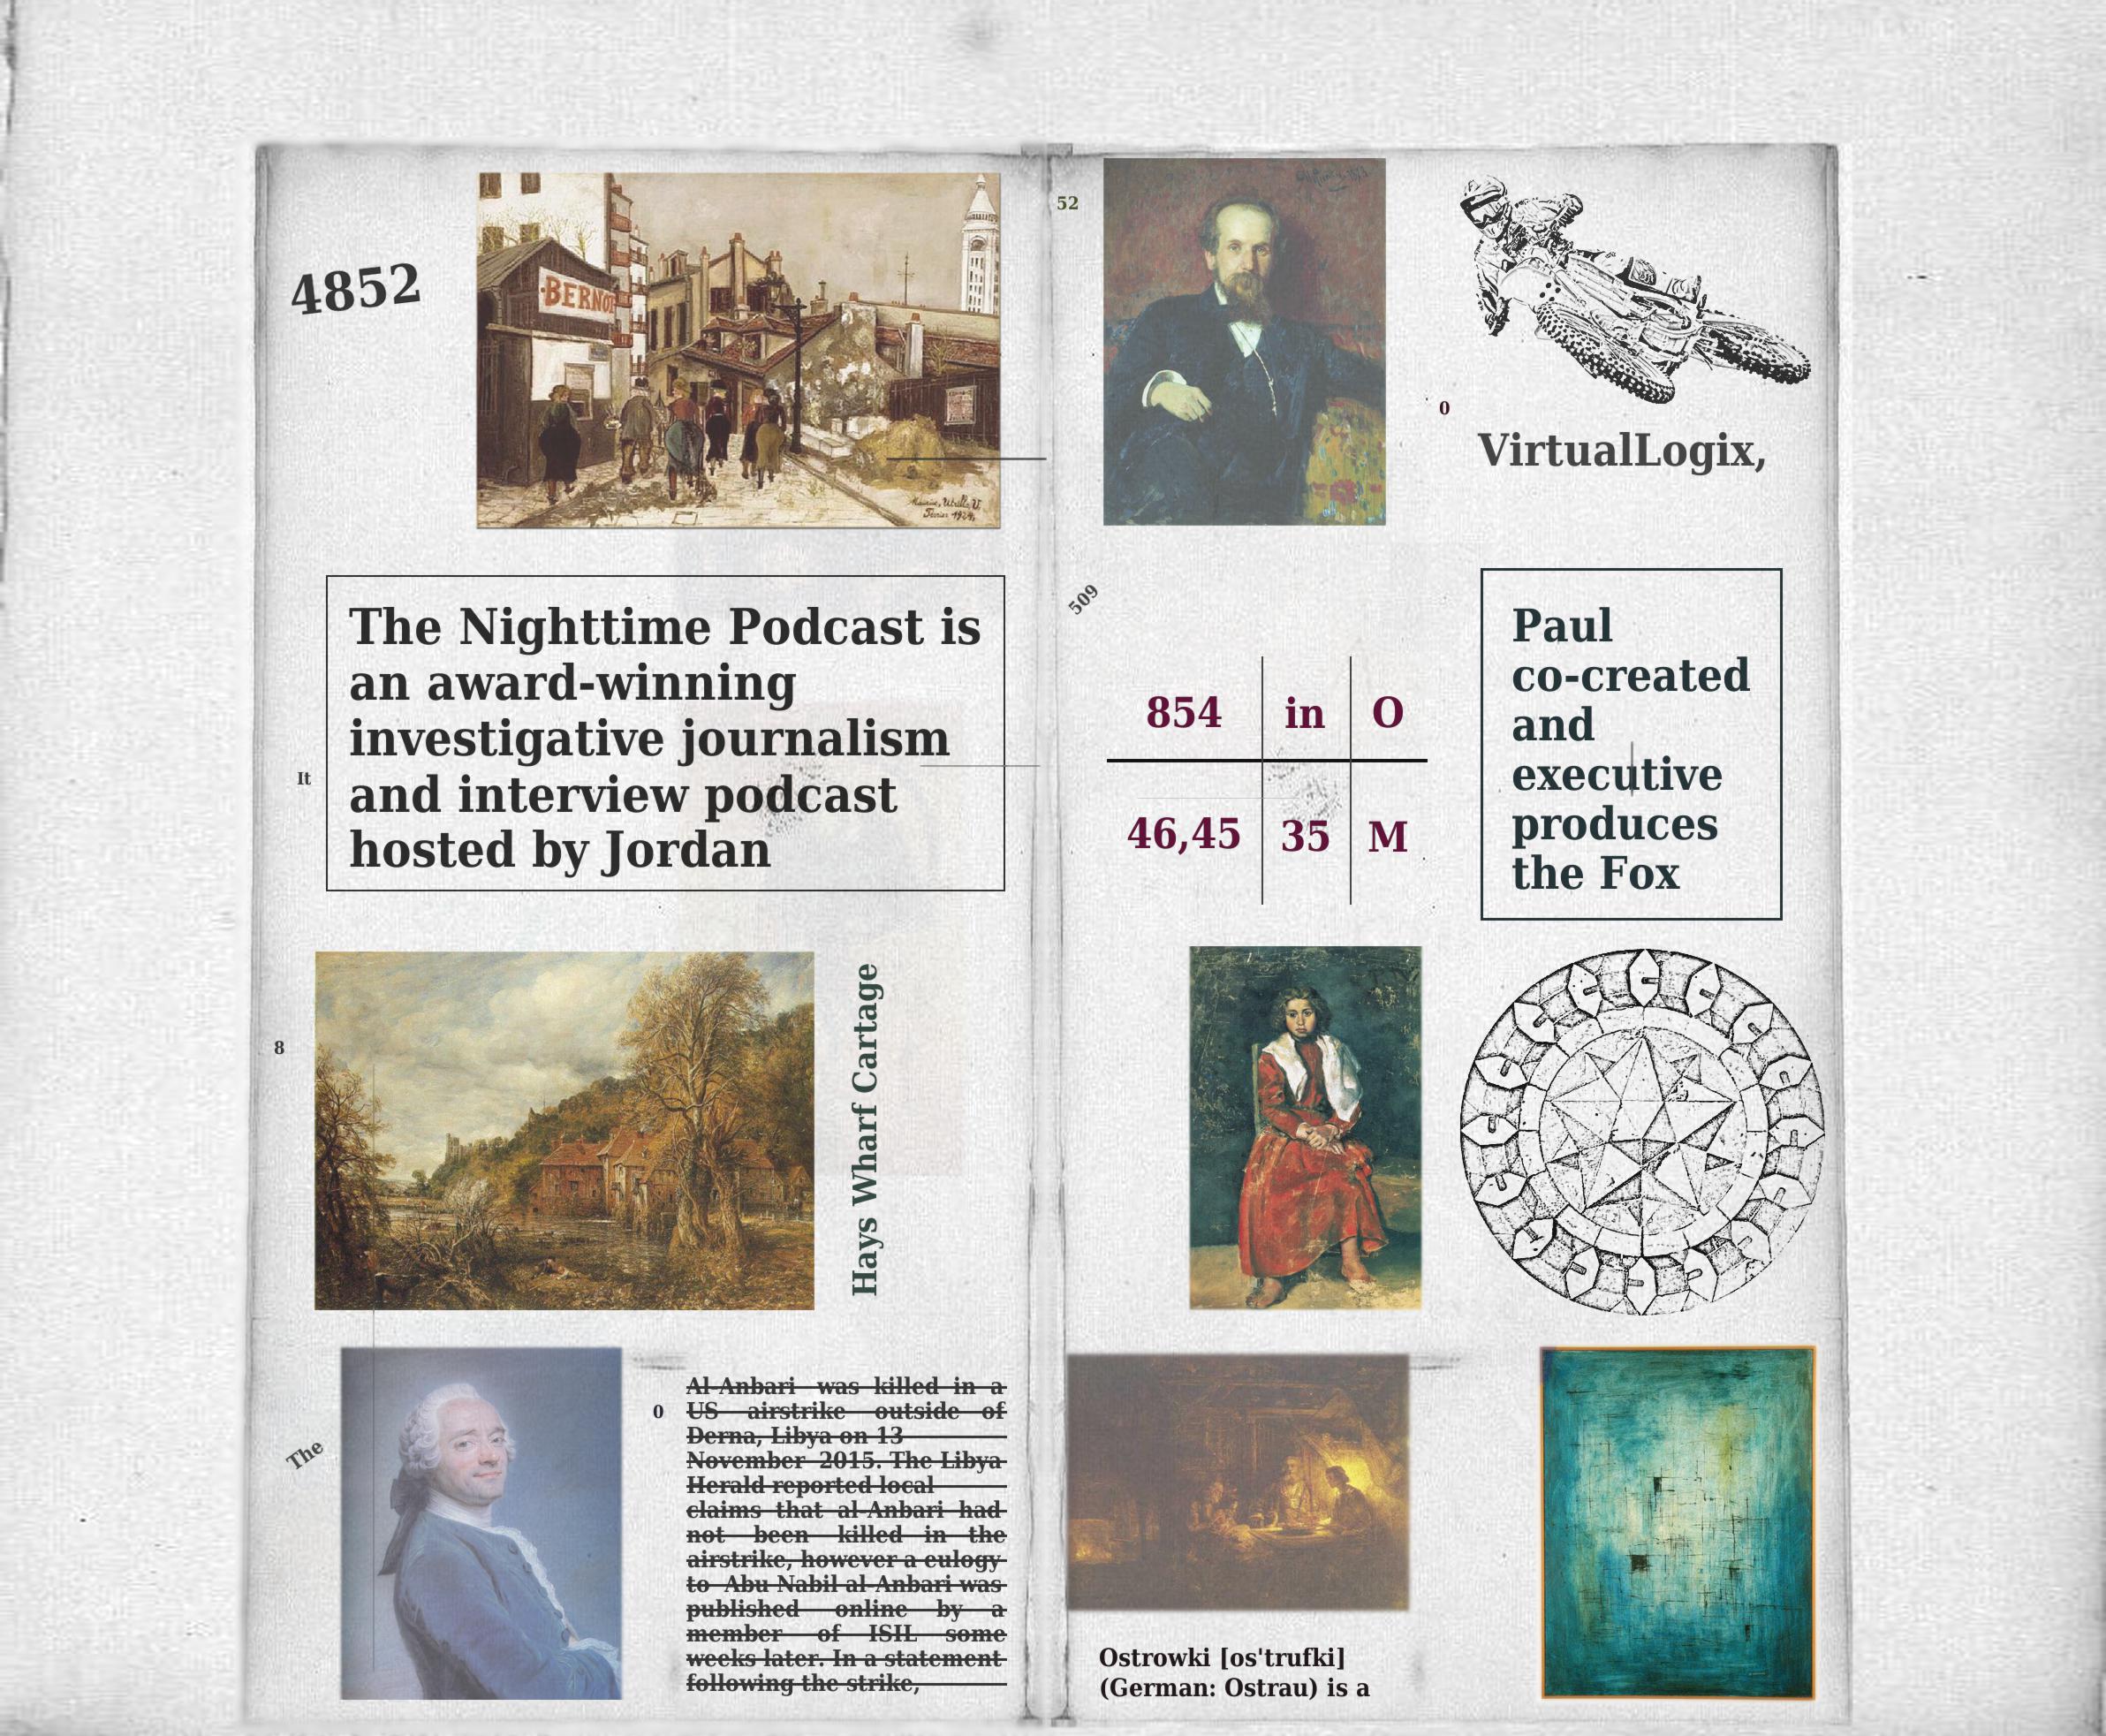 4852
BERNOT
Maurice, Utrillo, V,
Février 1924,
52
0
VirtualLogix,
The Nighttime Podcast is
an award-winning
investigative journalism
and interview podcast
hosted by Jordan
It
509
854 in O
46,45 35 M
Paul
co-created
and
executive
produces
the Fox
8
Hays Wharf Cartage
The
0
Al-Anbari was killed in a
US airstrike outside of
Derna, Libya on 13
November 2015. The Libya
Herald reported local
claims that al-Anbari had
not been killed in the
airstrike, however a eulogy
to Abu Nabil al-Anbari was
published online by a
member of ISIL some
weeks later. In a statement
following the strike,
Ostrowki [os'trufki]
(German: Ostrau) is a